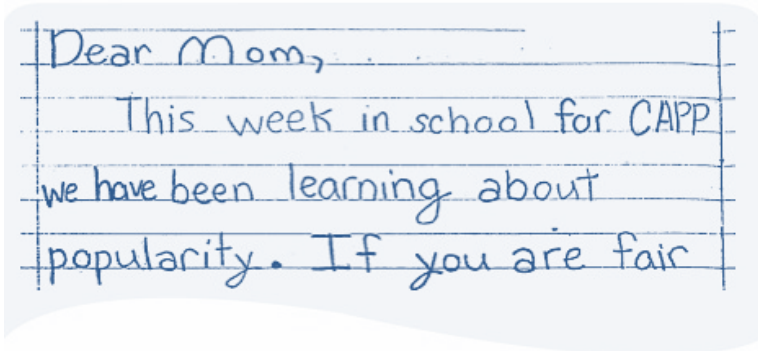 Dear Mom,
This week in school for CAPP
we have been learning about
popularity. If you are fair